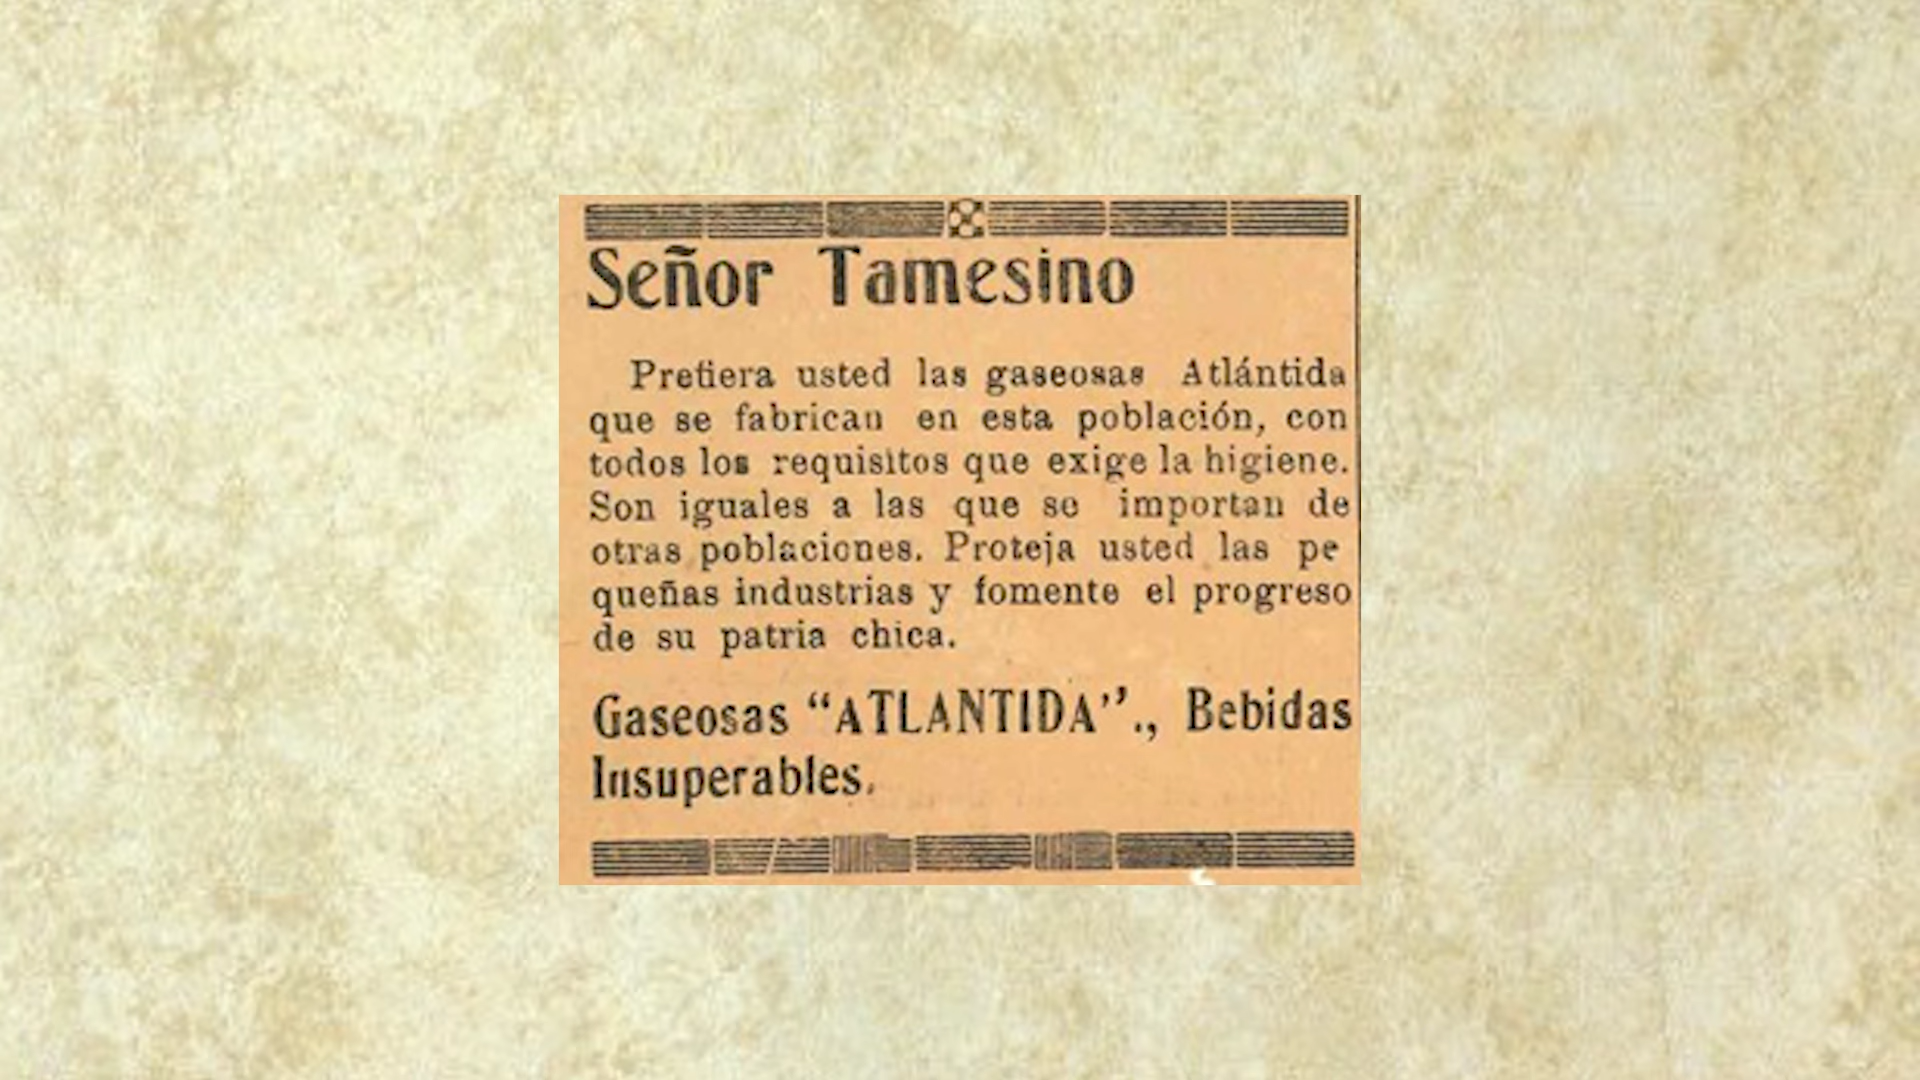 Señor Tamesino
Prefiera usted las gaseosas Atlántida
que se fabrican en esta población, con
todos los requisitos que exige la higiene.
Son iguales a las que se importan de
otras poblaciones. Proteja usted las pe
queñas industrias y fomente el progreso
de su patria chica.
Gaseosas “ATLANTIDA”., Bebidas
Insuperables.